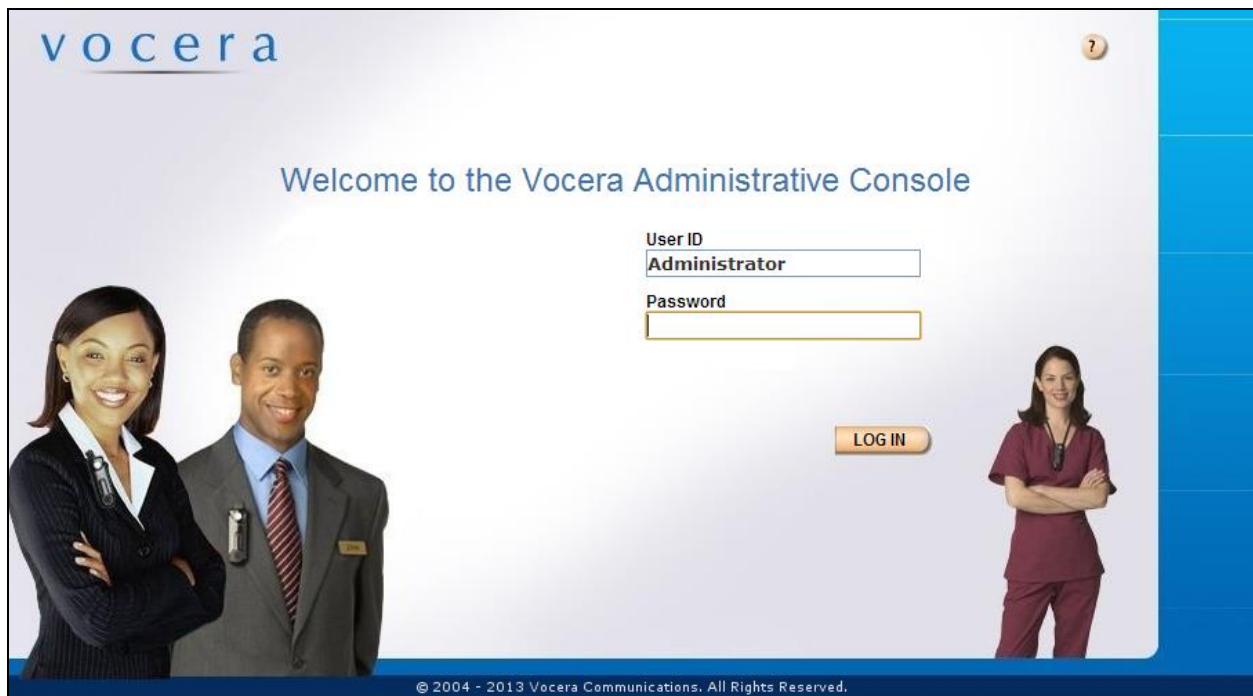 vocera
?
Welcome to the Vocera Administrative Console
User ID
Administrator
Password
LOG IN
© 2004 - 2013 Vocera Communications. All Rights Reserved.